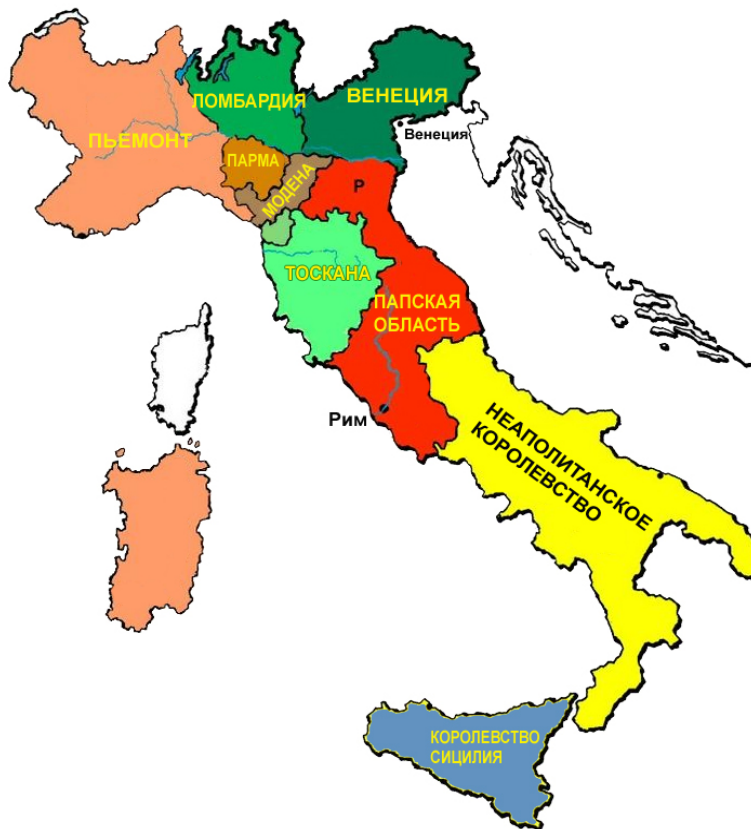 ЛОМБАРДИЯ
ВЕНЕЦИЯ
Венеция
ПЬЕМОНТ
ПАРМА
МОДЕНА
Р
ТОСКАНА
ПАПСКАЯ
ОБЛАСТЬ
Рим
НЕАПОЛИТАНСКОЕ
КОРОЛЕВСТВО
КОРОЛЕВСТВО
СИЦИЛИЯ